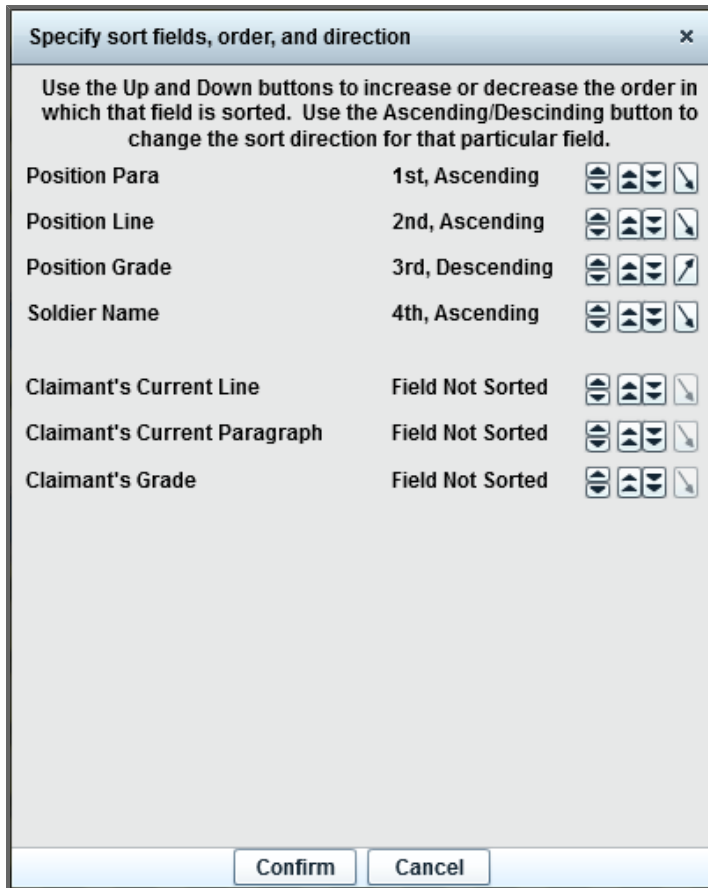 Specify sort fields, order, and direction ×
Use the Up and Down buttons to increase or decrease the order in
which that field is sorted.  Use the Ascending/Descinding button to
change the sort direction for that particular field.
Position Para 1st, Ascending
Position Line 2nd, Ascending
Position Grade 3rd, Descending
Soldier Name 4th, Ascending
Claimant's Current Line Field Not Sorted
Claimant's Current Paragraph Field Not Sorted
Claimant's Grade Field Not Sorted
Confirm Cancel